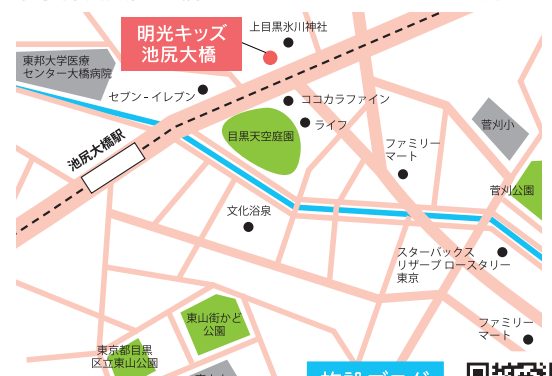 明光キッズ
池尻大橋
上目黒氷川神社
東邦大学医療
センター大橋病院
セブン-イレブン
ココカラファイン
ライフ
目黒天空庭園
池尻大橋駅
ファミリー
マート
菅刈小
菅刈公園
文化浴泉
スターバックス
リザーブ ロースタリー
東京
東山街かど
公園
ファミリー
マート
東京都目黒
区立東山公園